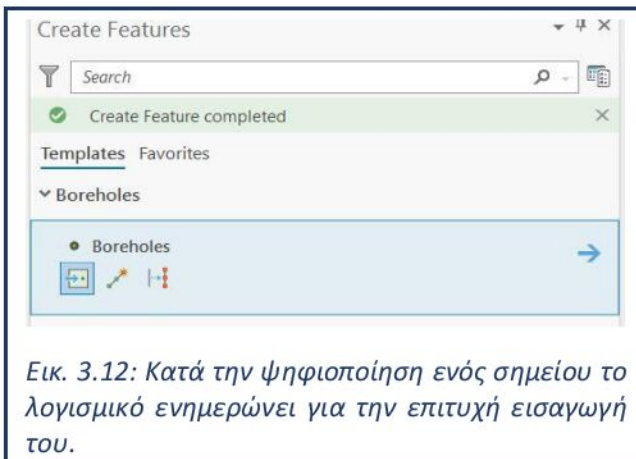 Create Features
Search
Create Feature completed
Templates Favorites
Boreholes
Boreholes
Εικ. 3.12: Κατά την ψηφιοποίηση ενός σημείου το
λογισμικό ενημερώνει για την επιτυχή εισαγωγή
του.